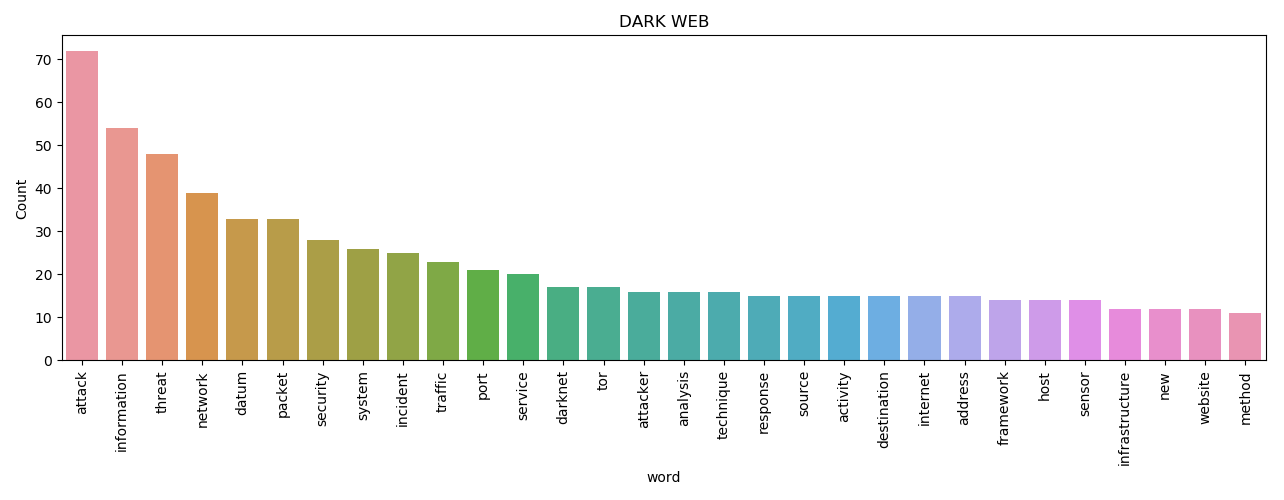 DARK WEB
Count
70
60
50
40
30
20
10
0
attack
information
threat
network
datum
packet
security
system
incident
traffic
port
service
darknet
tor
attacker
analysis
technique
response
source
activity
destination
internet
address
framework
host
sensor
infrastructure
new
website
method
word